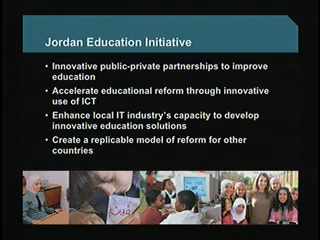 Jordan Education Initiative
• Innovative public-private partnerships to improve
education
• Accelerate educational reform through innovative
use of ICT
• Enhance local IT industry's capacity to develop
innovative education solutions
• Create a replicable model of reform for other
countries